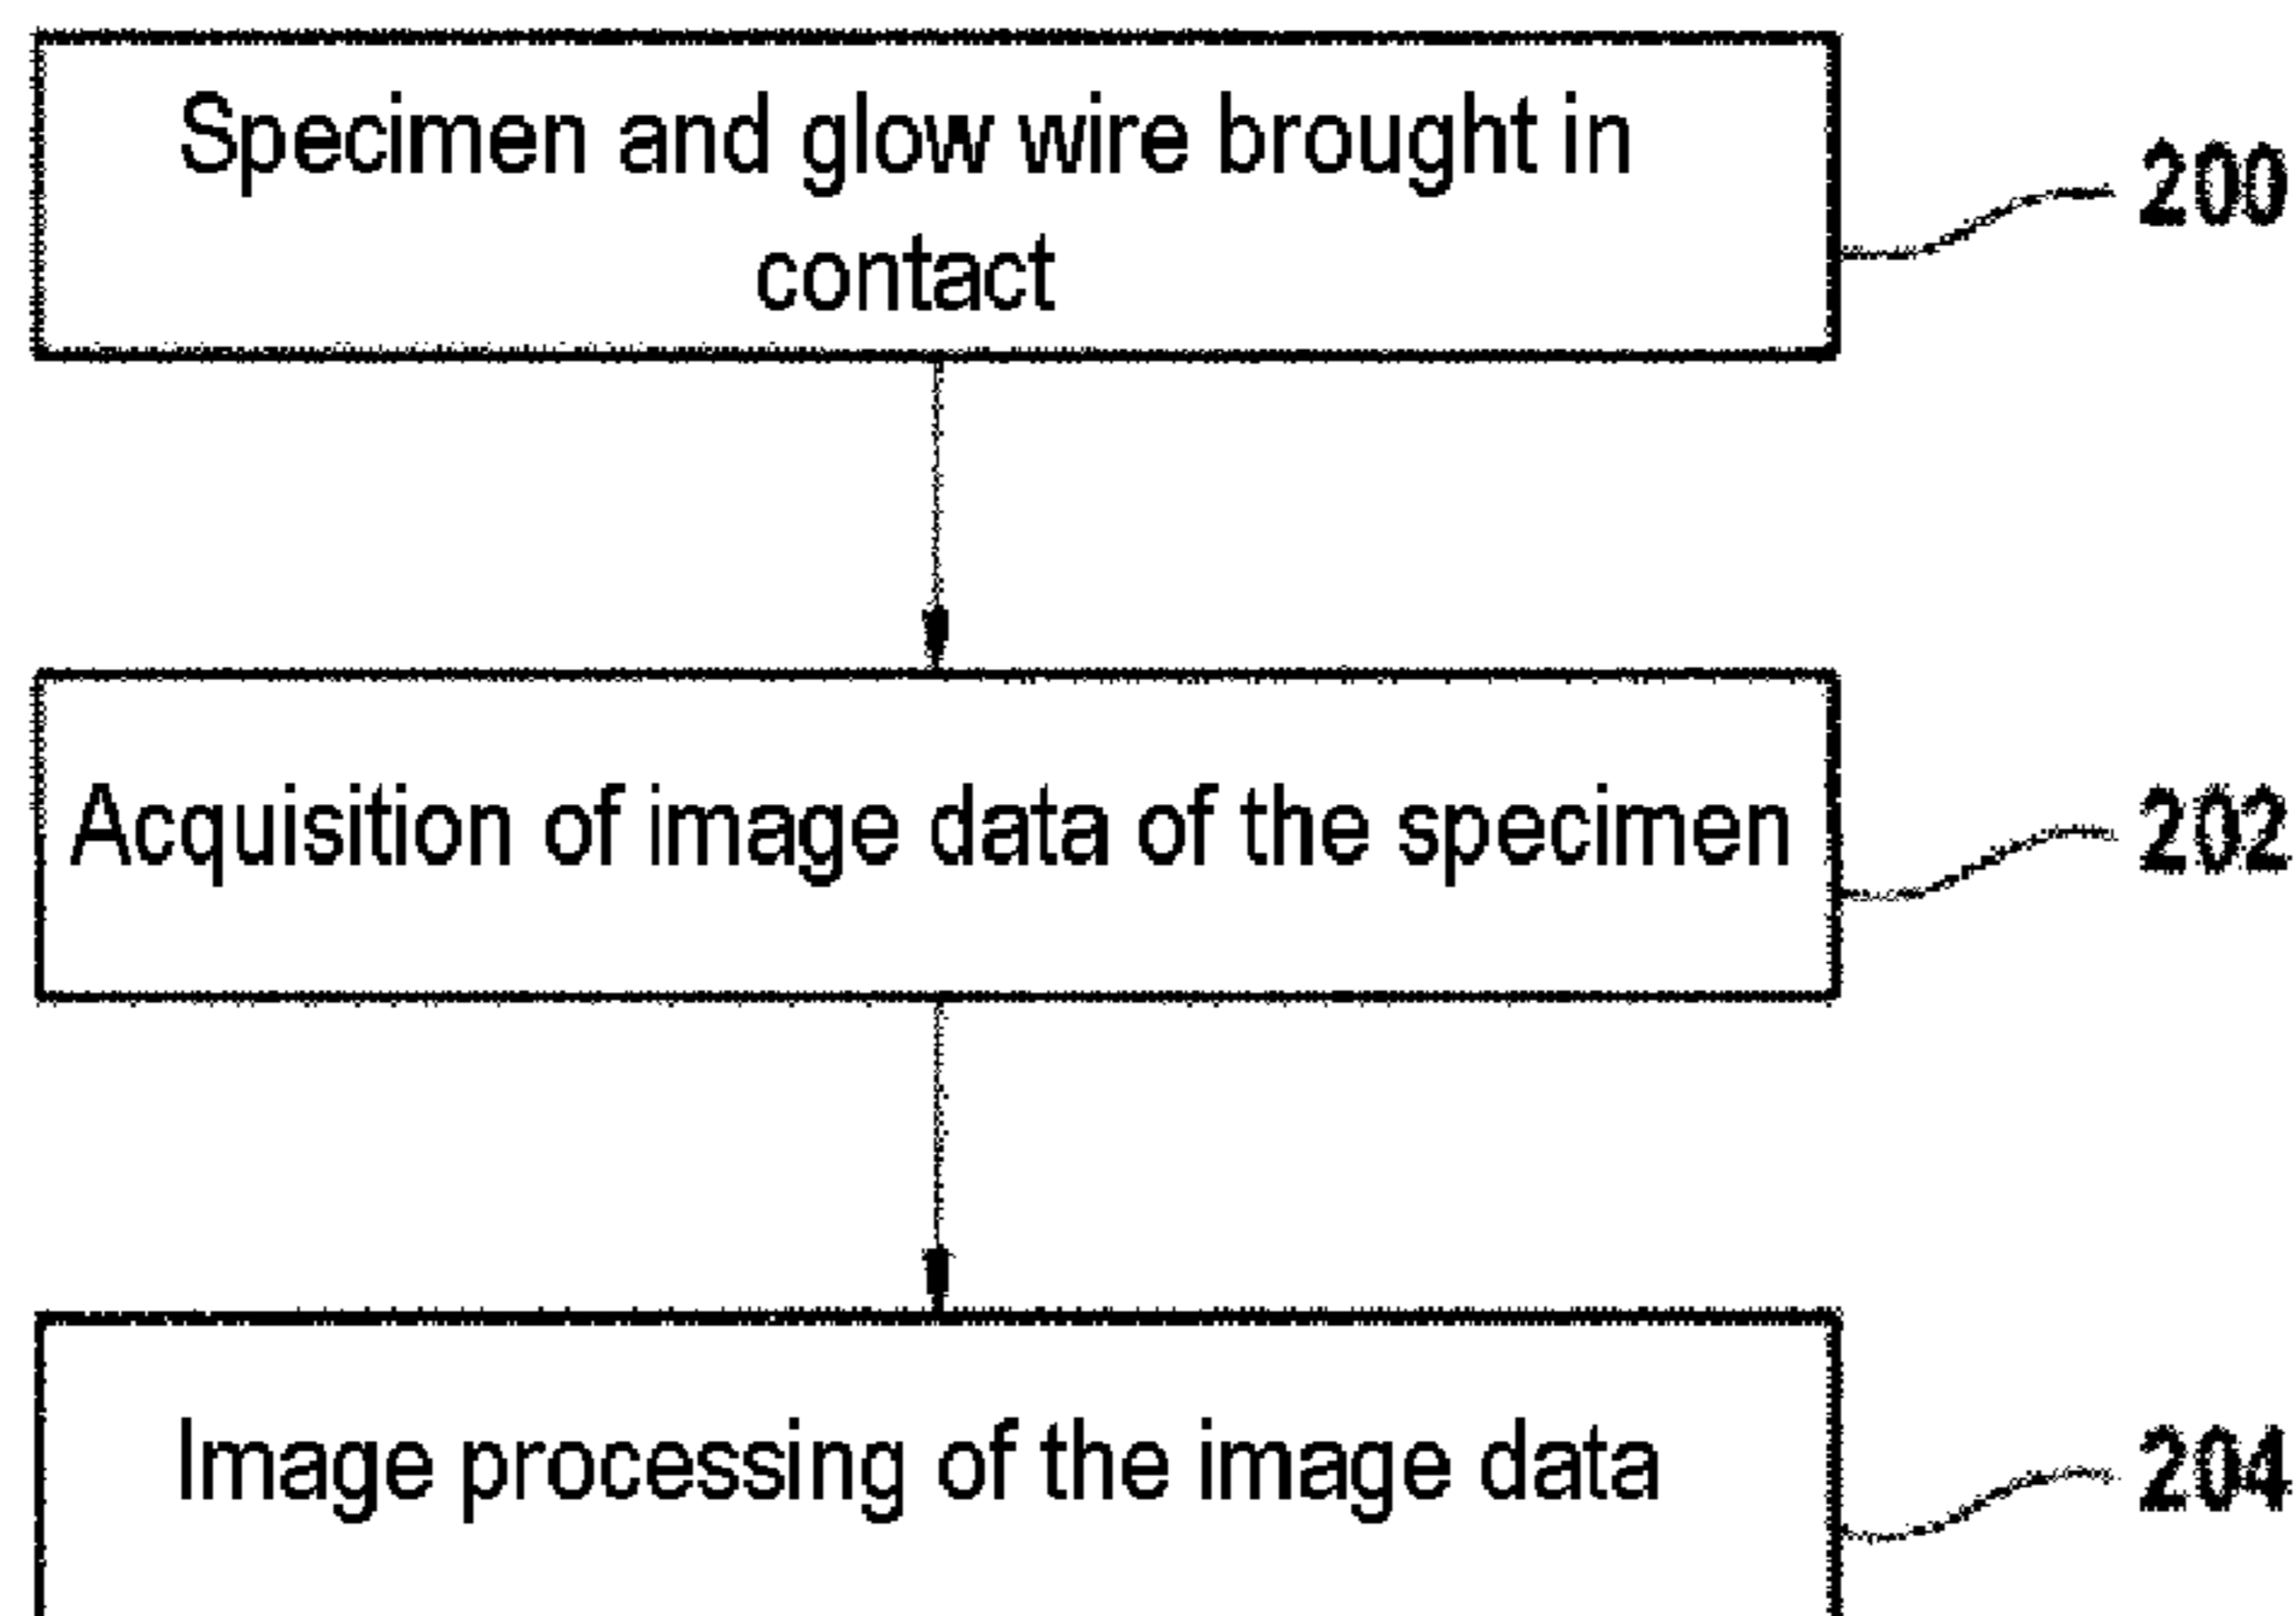 Specimen and glow wire brought in
contact
200
Acquisition of image data of the specimen
202
Image processing of the image data
204